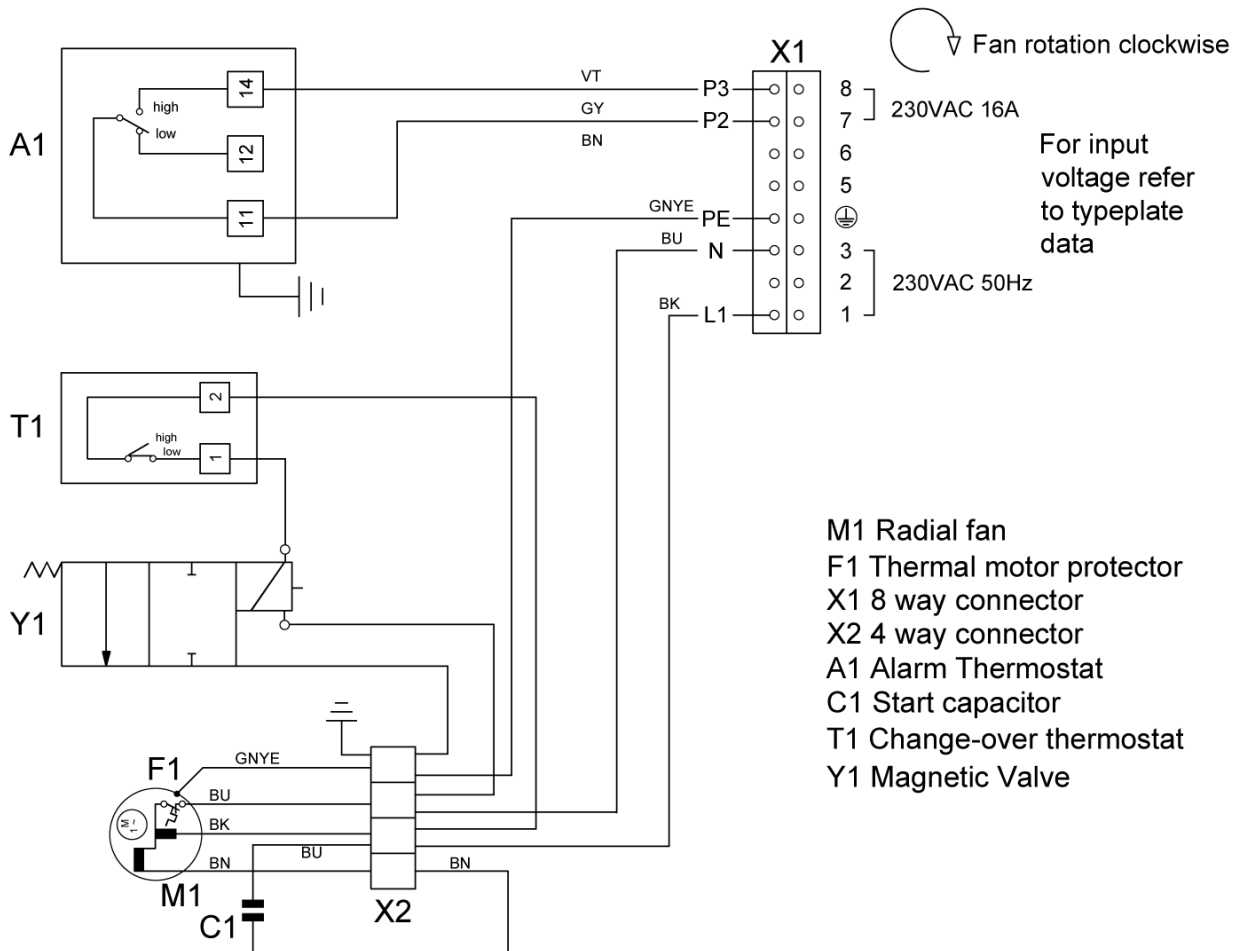 X1
Fan rotation clockwise
A1
14
high
low
12
11
VT
P3
8
GY
P2
7
230VAC 16A
BN
6
5
For input
voltage refer
to typeplate
data
GNYE
PE
BU
N
3
2
230VAC 50Hz
BK
L1
1
T1
2
high
low
1
Y1
M1 Radial fan
F1 Thermal motor protector
X1 8 way connector
X2 4 way connector
A1 Alarm Thermostat
C1 Start capacitor
T1 Change-over thermostat
Y1 Magnetic Valve
F1
GNYE
BU
M
1~
BK
BU
BN
BN
M1
C1
X2